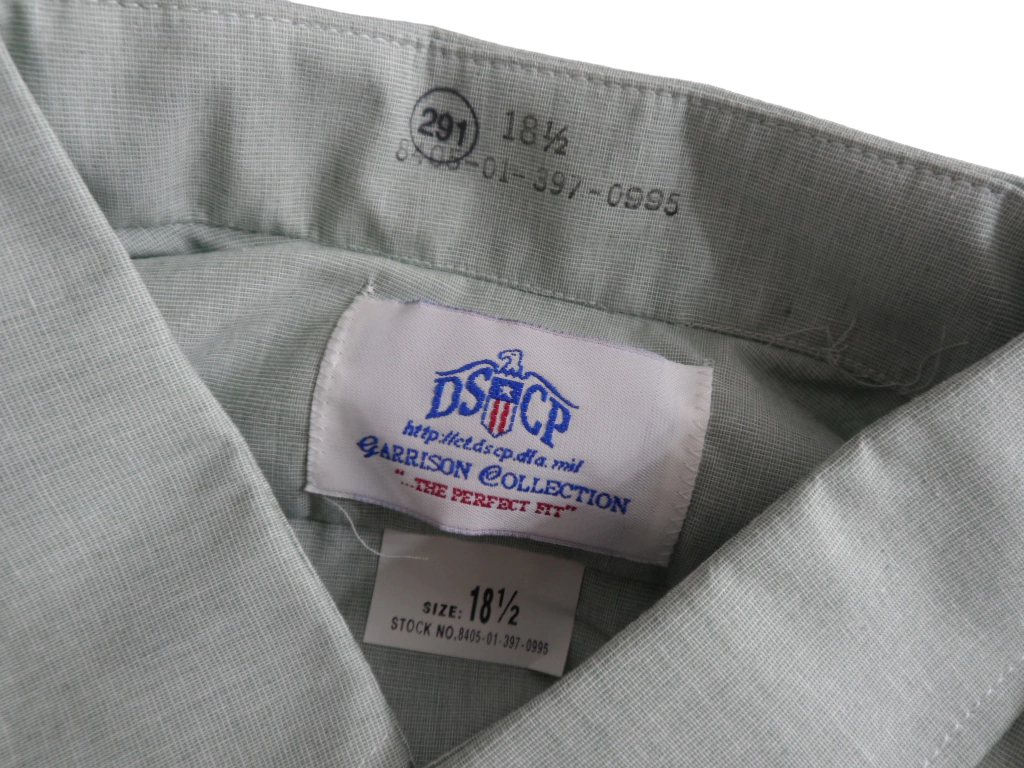 291 18½
8405-01-397-0995
DSCP
http://ct.dscp.dla.mil
GARRISON COLLECTION
"...THE PERFECT FIT"
SIZE: 18½
STOCK NO. 8405-01-397-0995